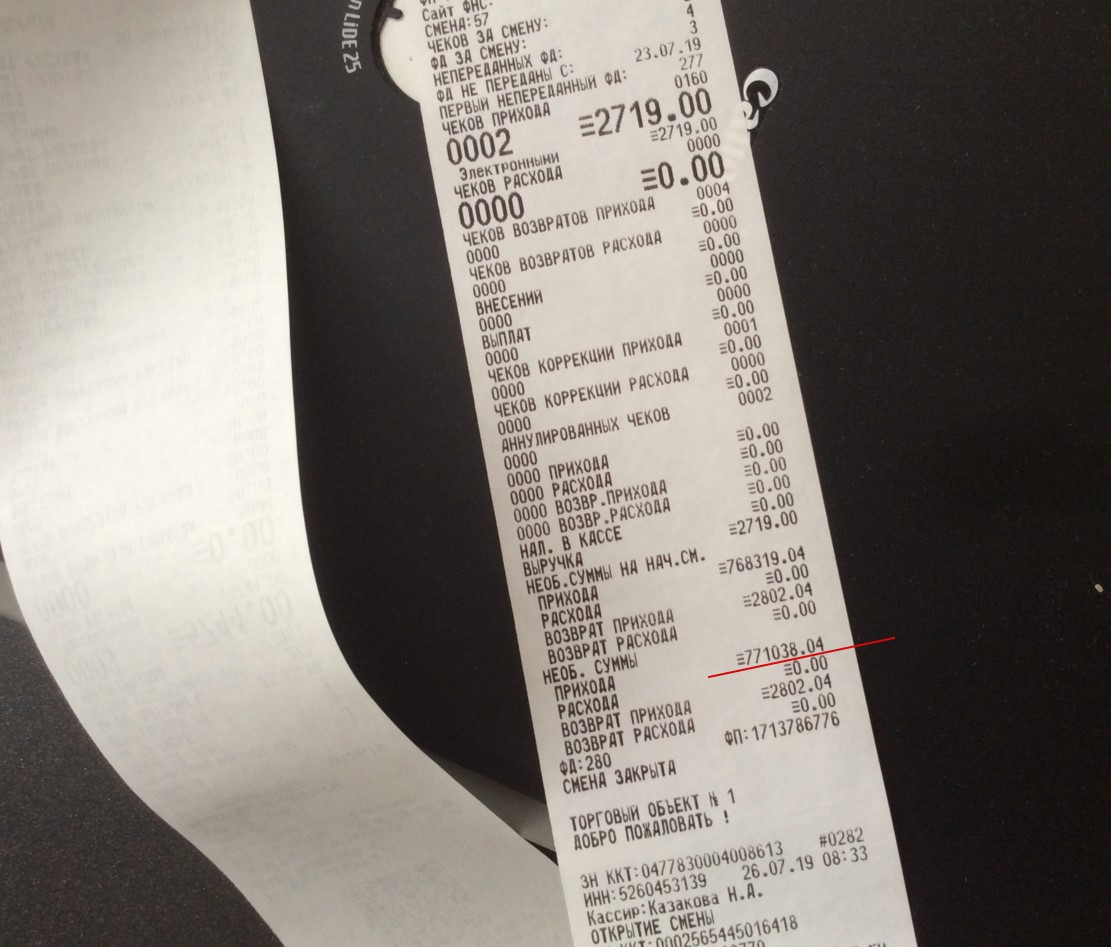 LiDE 25
Сайт ФНС:
СМЕНА:57
ЧЕКОВ ЗА СМЕНУ: 4
ФД ЗА СМЕНУ: 3
НЕПЕРЕДАННЫХ ФД:
ФД НЕ ПЕРЕДАНЫ С: 23.07.19
ПЕРВЫЙ НЕПЕРЕДАННЫЙ ФД: 277
ЧЕКОВ ПРИХОДА 0160
0002 ≡2719.00
Электронными ≡2719.00
ЧЕКОВ РАСХОДА 0000
0000 ≡0.00
ЧЕКОВ ВОЗВРАТОВ ПРИХОДА 0004
0000 ≡0.00
ЧЕКОВ ВОЗВРАТОВ РАСХОДА 0000
0000 ≡0.00
ВНЕСЕНИЙ 0000
0000 ≡0.00
ВЫПЛАТ 0000
0000 ≡0.00
ЧЕКОВ КОРРЕКЦИИ ПРИХОДА 0001
0000 ≡0.00
ЧЕКОВ КОРРЕКЦИИ РАСХОДА 0000
0000 ≡0.00
АННУЛИРОВАННЫХ ЧЕКОВ 0002
0000
0000 ПРИХОДА ≡0.00
0000 РАСХОДА ≡0.00
0000 ВОЗВР.ПРИХОДА ≡0.00
0000 ВОЗВР.РАСХОДА ≡0.00
НАЛ. В КАССЕ ≡0.00
ВЫРУЧКА ≡2719.00
НЕОБ.СУММЫ НА НАЧ.СМ.
ПРИХОДА ≡768319.04
РАСХОДА ≡0.00
ВОЗВРАТ ПРИХОДА ≡2802.04
ВОЗВРАТ РАСХОДА ≡0.00
НЕОБ. СУММЫ
ПРИХОДА ≡771038.04
РАСХОДА ≡0.00
ВОЗВРАТ ПРИХОДА ≡2802.04
ВОЗВРАТ РАСХОДА ≡0.00
ФД:280 ФП:1713786776
СМЕНА ЗАКРЫТА
ТОРГОВЫЙ ОБЪЕКТ № 1
ДОБРО ПОЖАЛОВАТЬ !
ЗН ККТ:0477830004008613 #0282
ИНН:5260453139 26.07.19 08:33
Кассир:Казакова Н.А.
ОТКРЫТИЕ СМЕНЫ
ККТ:0002565445016418